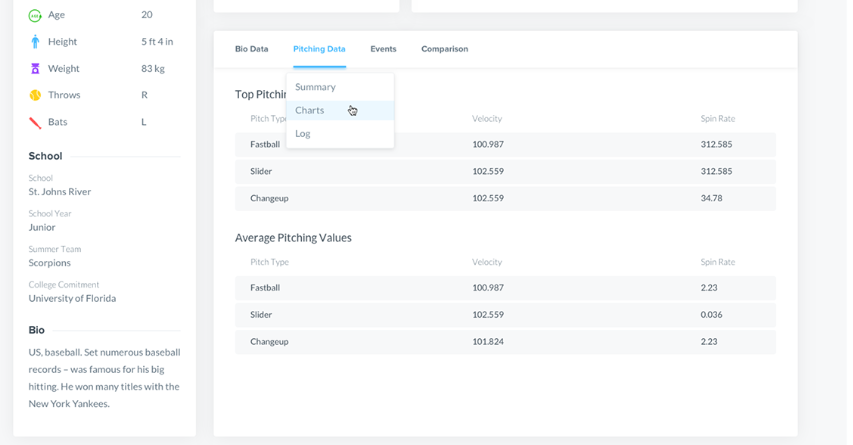 Age 20
Height 5 ft 4 in
Weight 83 kg
Throws R
Bats L
School
School
St. Johns River
School Year
Junior
Summer Team
Scorpions
College Comitment
University of Florida
Bio
US, baseball. Set numerous baseball
records – was famous for his big
hitting. He won many titles with the
New York Yankees.
Bio Data Pitching Data Events Comparison
Summary
Charts
Log
Top
Pitch Type Velocity Spin Rate
Fastball 100.987 312.585
Slider 102.559 312.585
Changeup 102.559 34.78
Average Pitching Values
Pitch Type Velocity Spin Rate
Fastball 100.987 2.23
Slider 102.559 0.036
Changeup 101.824 2.23